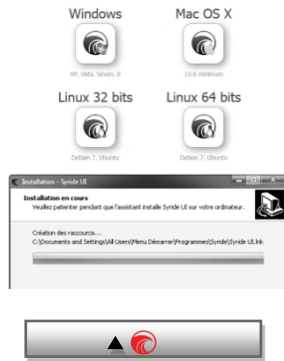 Windows
Mac OS X
XP, Vista, Seven, 8
10.6 minimum
Linux 32 bits
Linux 64 bits
Debian 7, Ubuntu
Debian 7, Ubuntu
Installation - Syride UI
Installation en cours
Veuillez patienter pendant que l'assistant installe Syride UI sur votre ordinateur.
Création des raccourcis...
C:\Documents and Settings\All Users\Menu Démarrer\Programmes\Syride\Syride UI.lnk